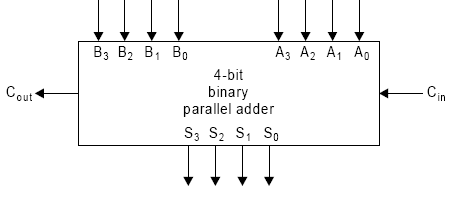 B3 B2 B1 B0 A3 A2 A1 A0
4-bit
Cout binary Cin
parallel adder
S3 S2 S1 S0